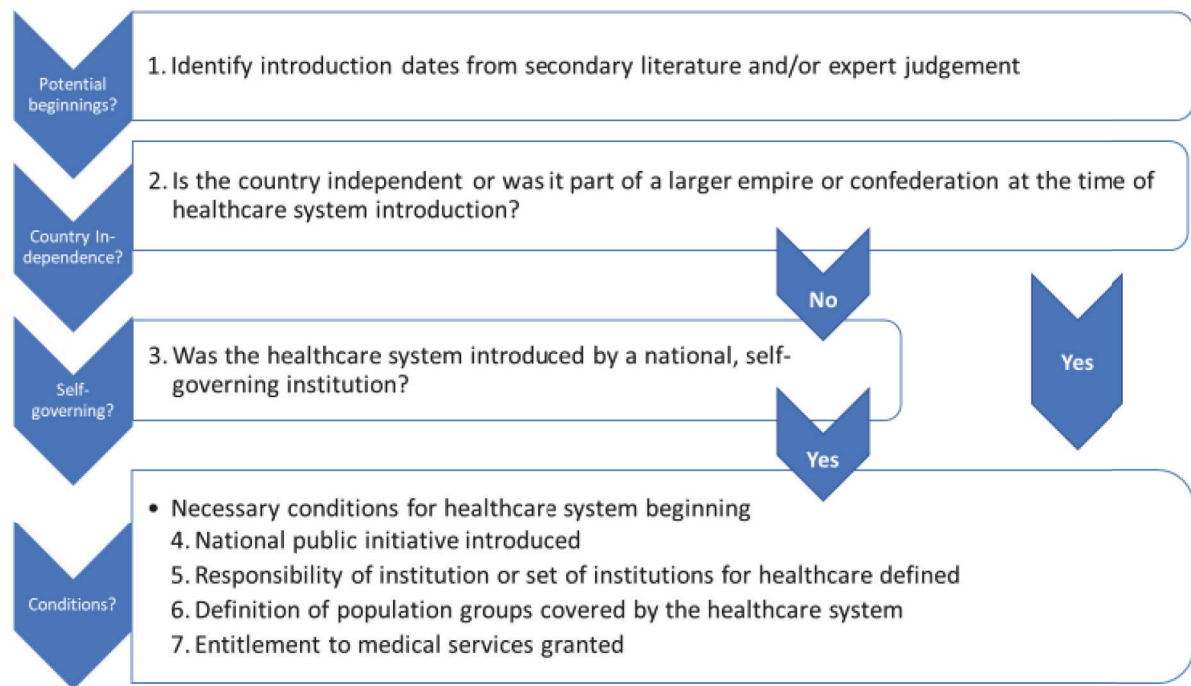 Potential
beginnings?
1. Identify introduction dates from secondary literature and/or expert judgement
Country In-
dependence?
2. Is the country independent or was it part of a larger empire or confederation at the time of
healthcare system introduction?
No
Yes
Self-
governing?
3. Was the healthcare system introduced by a national, self-
governing institution?
Yes
Conditions?
• Necessary conditions for healthcare system beginning
4. National public initiative introduced
5. Responsibility of institution or set of institutions for healthcare defined
6. Definition of population groups covered by the healthcare system
7. Entitlement to medical services granted